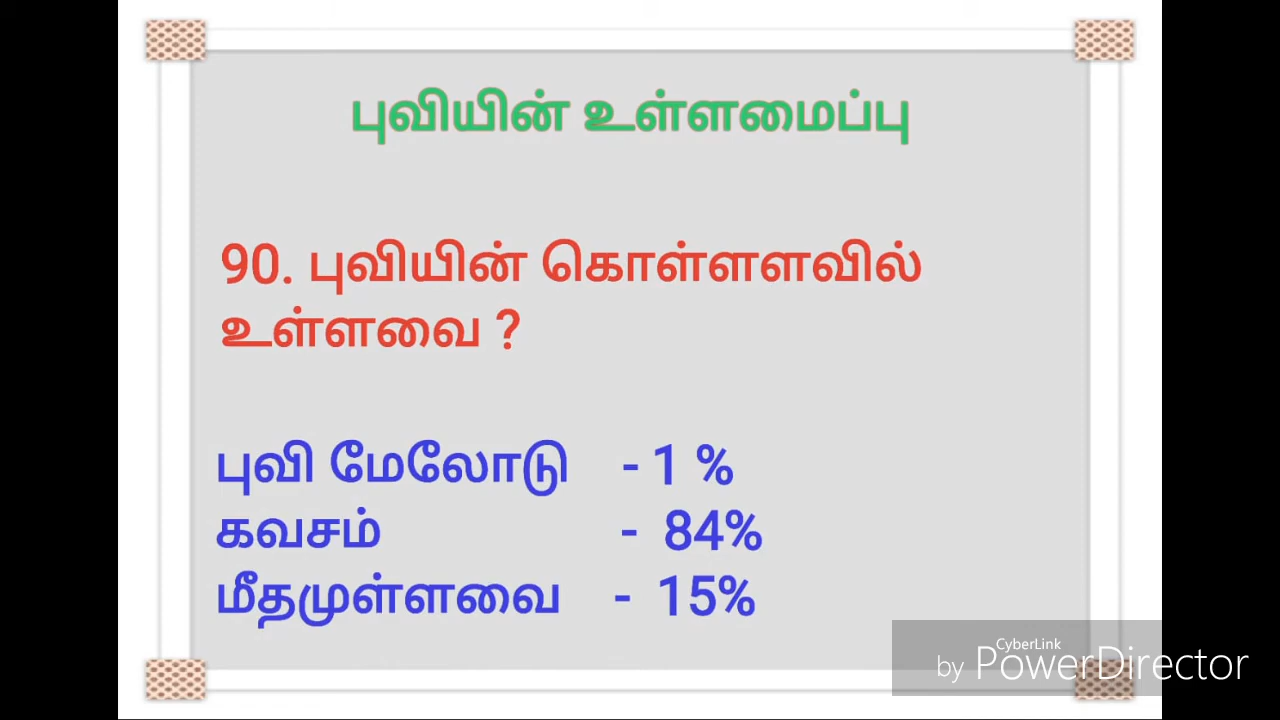 புவியின் உள்ளமைப்பு
90. புவியின் கொள்ளளவில்
உள்ளவை ?
புவி மேலோடு - 1 %
கவசம் - 84%
மீதமுள்ளவை - 15%
CyberLink
by PowerDirector